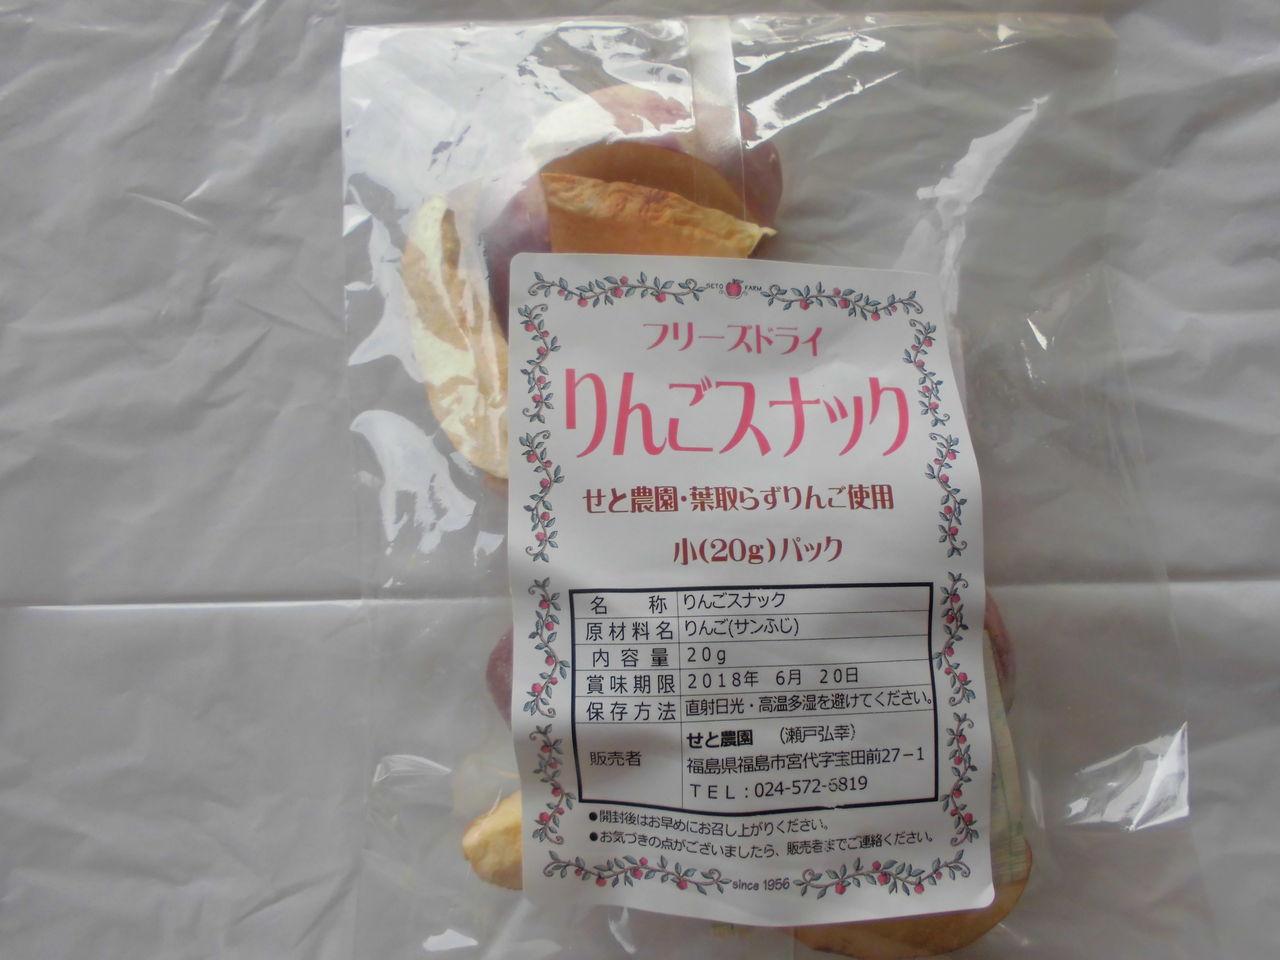 SETO FARM
フリーズドライ
りんごスナック
せと農園・葉取らずりんご使用
小(20g)パック
名称 りんごスナック
原材料名 りんご(サンふじ)
内容量 20g
賞味期限 2018年 6月 20日
保存方法 直射日光・高温多湿を避けてください。
販売者 せと農園 (瀬戸弘幸)
福島県福島市宮代字宝田前27-1
TEL:024-572-6819
●開封後はお早めにお召し上がりください。
●お気づきの点がございましたら、販売者までご連絡ください。
since 1956